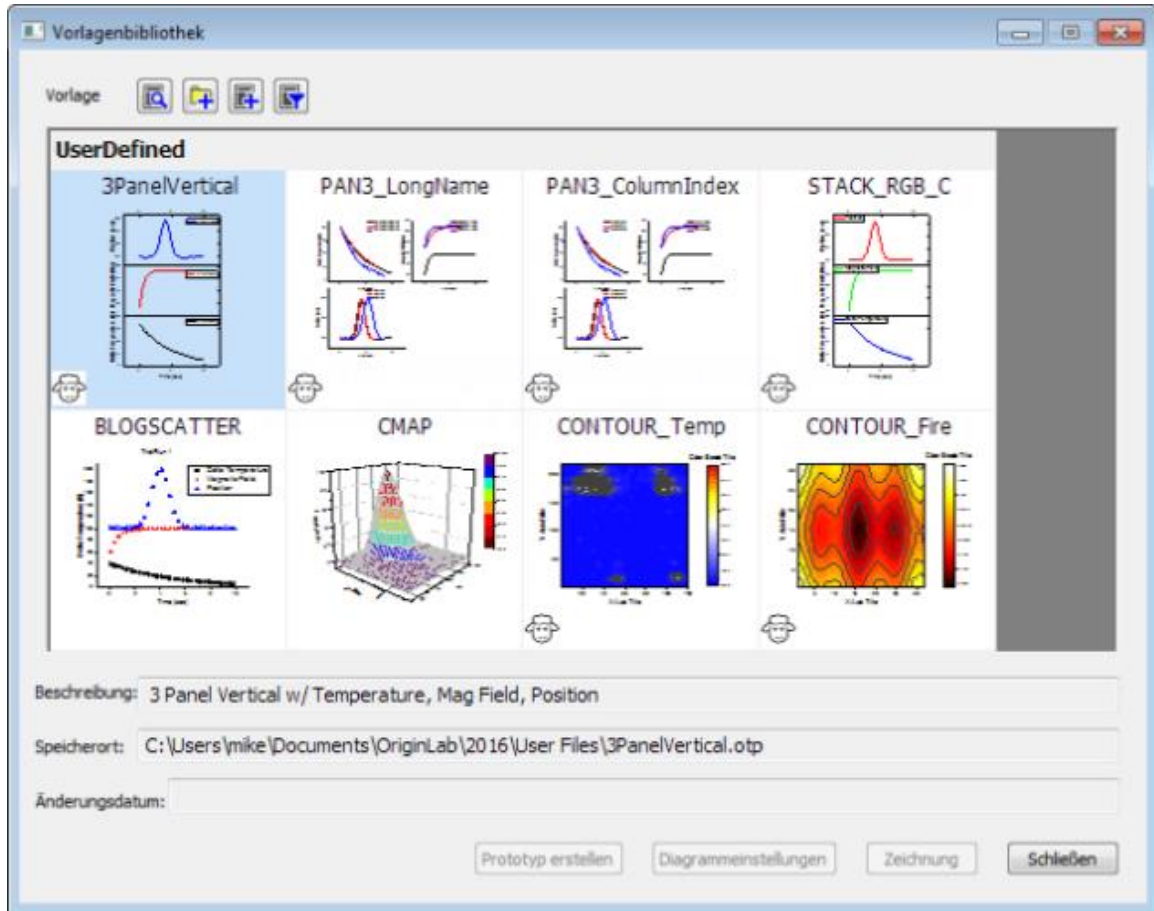 Vorlagenbibliothek
Vorlage
UserDefined
3PanelVertical PAN3_LongName PAN3_ColumnIndex STACK_RGB_C
BLOGSCATTER CMAP CONTOUR_Temp CONTOUR_Fire
Beschreibung: 3 Panel Vertical w/ Temperature, Mag Field, Position
Speicherort: C:\Users\mike\Documents\OriginLab\2016\User Files\3PanelVertical.otp
Änderungsdatum:
Prototyp erstellen Diagrammeinstellungen Zeichnung Schließen